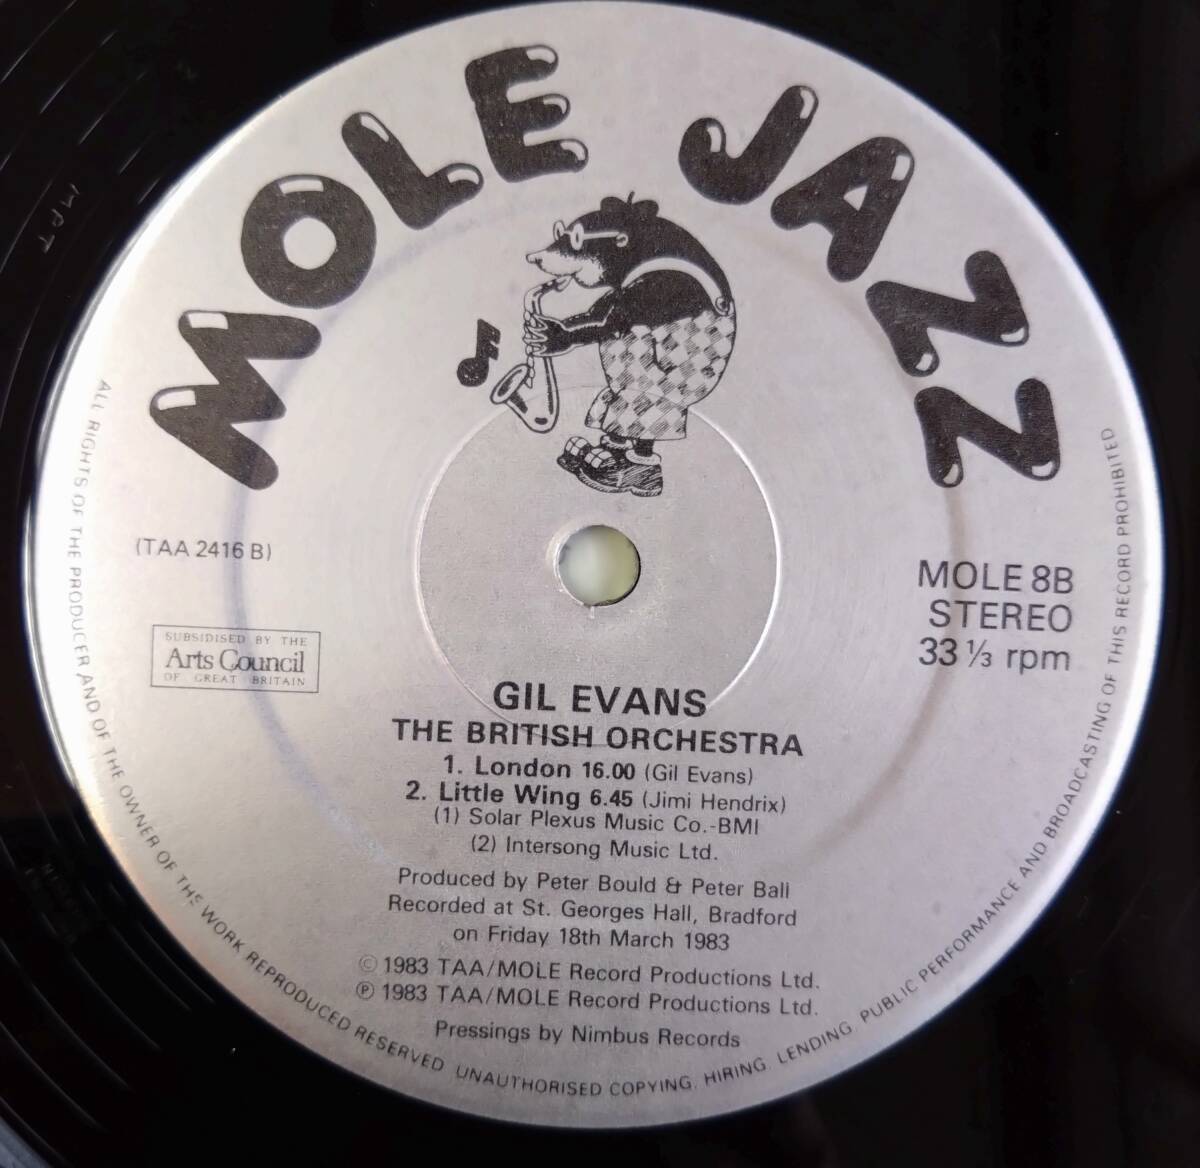 MOLE JAZZ
(TAA 2416 B)
SUBSIDISED BY THE
Arts Council
OF GREAT BRITAIN
MOLE 8B
STEREO
33 ⅓ rpm
GIL EVANS
THE BRITISH ORCHESTRA
1. London 16.00 (Gil Evans)
2. Little Wing 6.45 (Jimi Hendrix)
(1) Solar Plexus Music Co.-BMI
(2) Intersong Music Ltd.
Produced by Peter Bould & Peter Ball
Recorded at St. Georges Hall, Bradford
on Friday 18th March 1983
© 1983 TAA/MOLE Record Productions Ltd.
℗ 1983 TAA/MOLE Record Productions Ltd.
Pressings by Nimbus Records
ALL RIGHTS OF THE PRODUCER AND OF THE OWNER OF THE WORK REPRODUCED RESERVED UNAUTHORISED COPYING, HIRING, LENDING, PUBLIC PERFORMANCE AND BROADCASTING OF THIS RECORD PROHIBITED
MPT